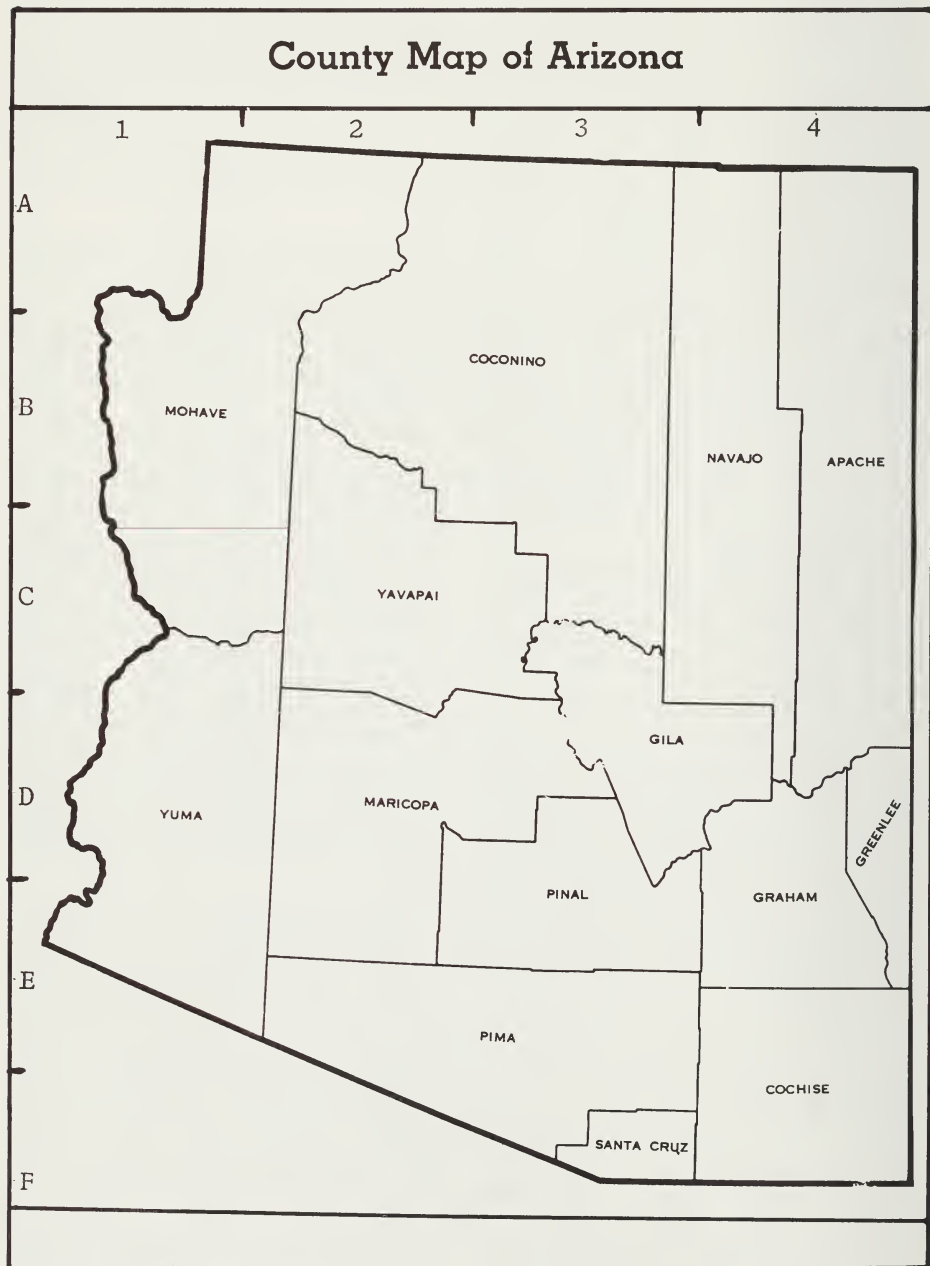 County Map of Arizona
1 2 3 4
A
COCONINO
B
MOHAVE
NAVAJO
APACHE
C
YAVAPAI
GILA
D
MARICOPA
YUMA
GREENLEE
PINAL
GRAHAM
E
PIMA
COCHISE
SANTA CRUZ
F